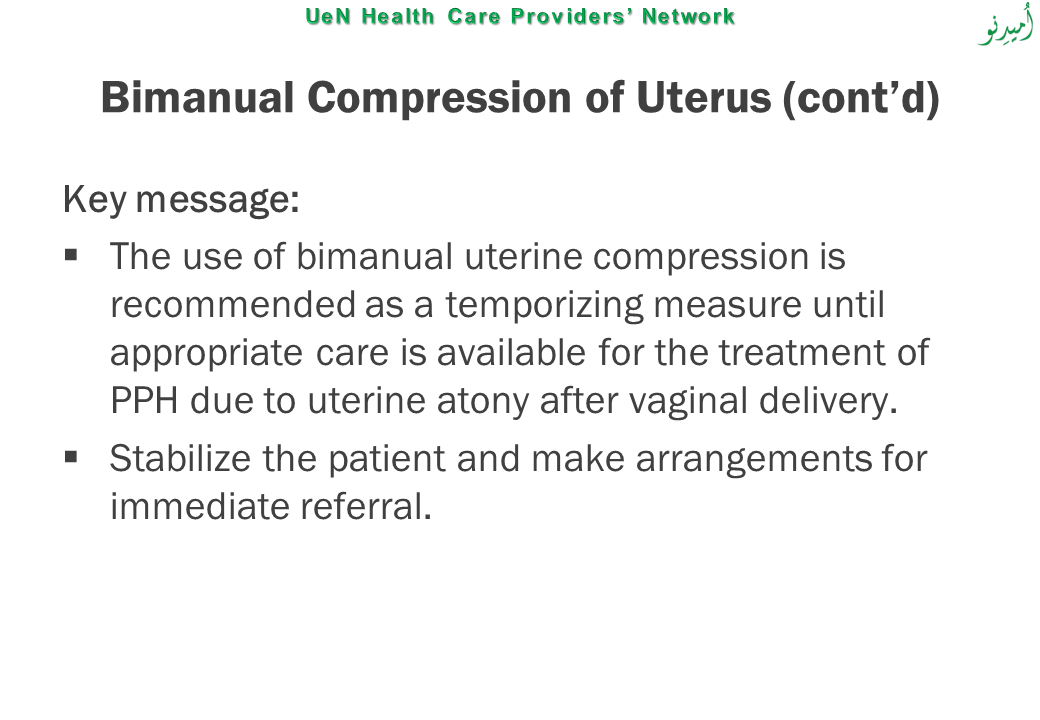 UeN Health Care Providers’ Network
اُمیدِنو
Bimanual Compression of Uterus (cont’d)
Key message:
▪ The use of bimanual uterine compression is
recommended as a temporizing measure until
appropriate care is available for the treatment of
PPH due to uterine atony after vaginal delivery.
▪ Stabilize the patient and make arrangements for
immediate referral.